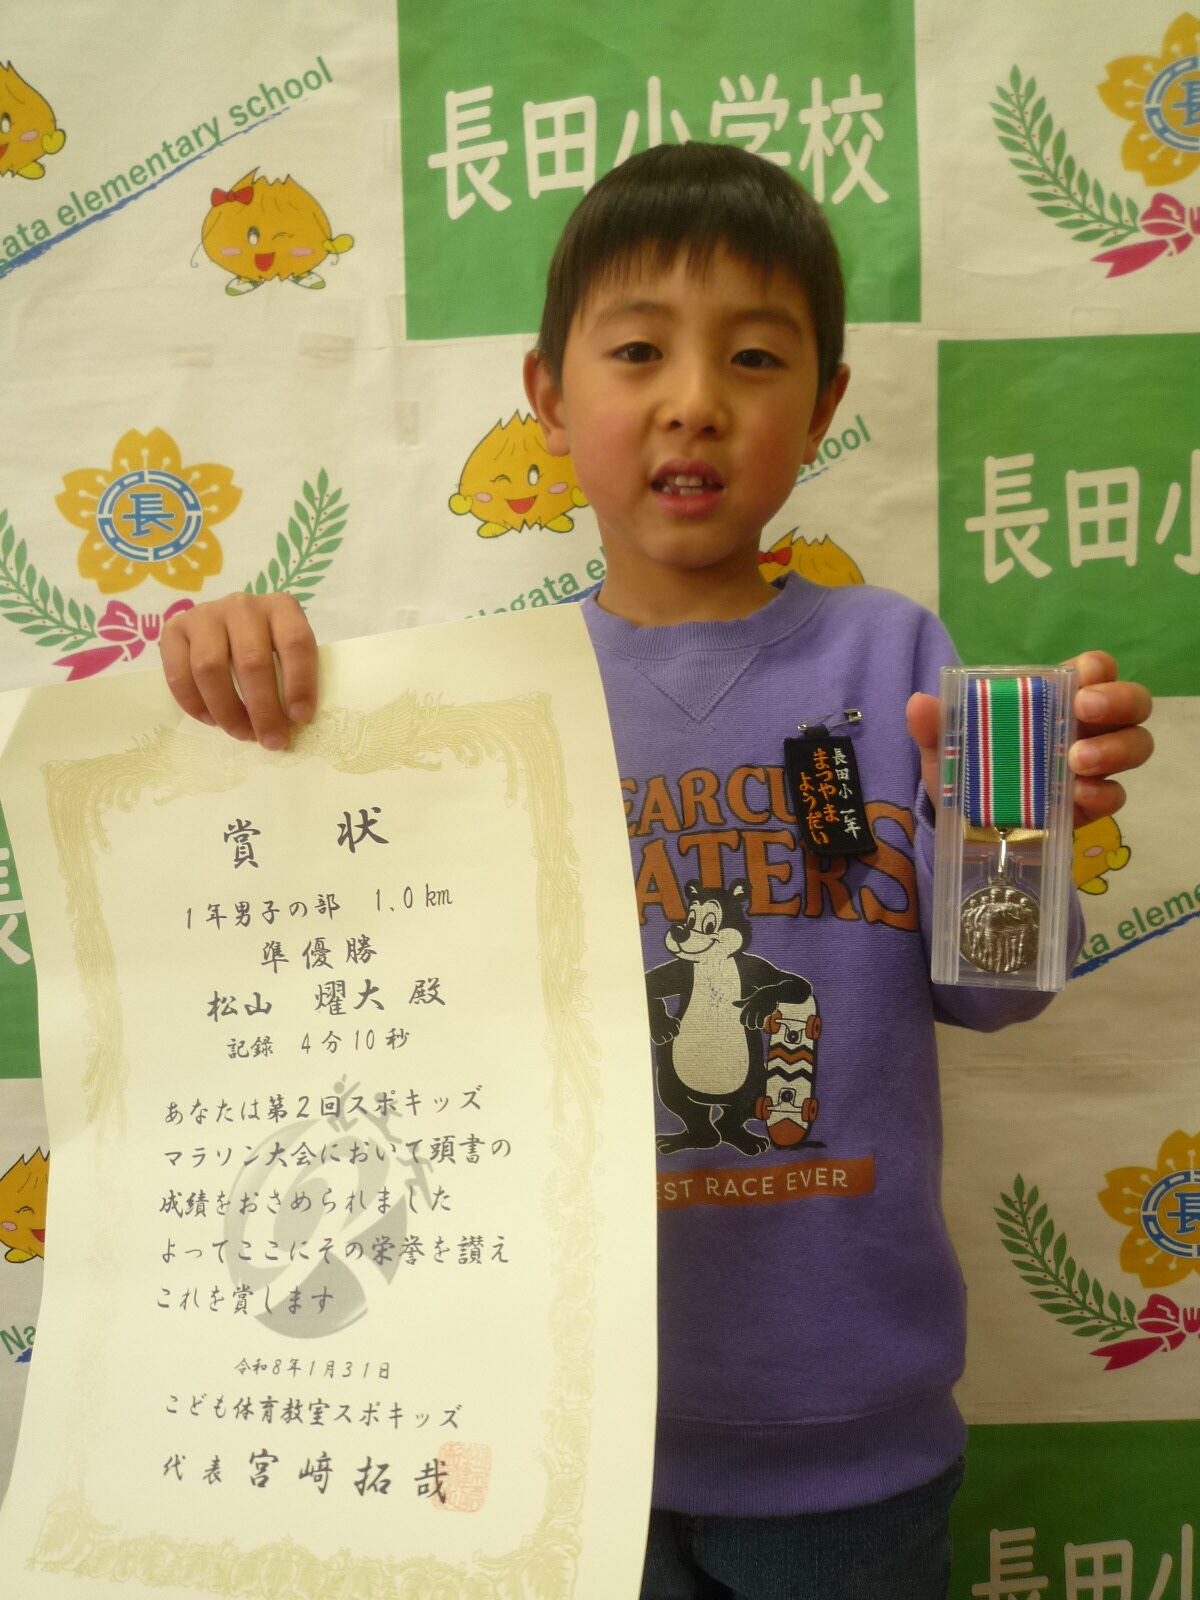 長田小学校
Nagata elementary school
長
長田小
賞状
1年男子の部 1.0km
準優勝
松山 燿大 殿
記録 4分10秒
あなたは第2回スポキッズ
マラソン大会において頭書の
成績をおさめられました
よってここにその栄誉を讃え
これを賞します
令和8年1月31日
こども体育教室スポキッズ
代表 宮﨑拓哉
長田小 一年
まつやま
ようだい
EAR CU
ATERS
EST RACE EVER